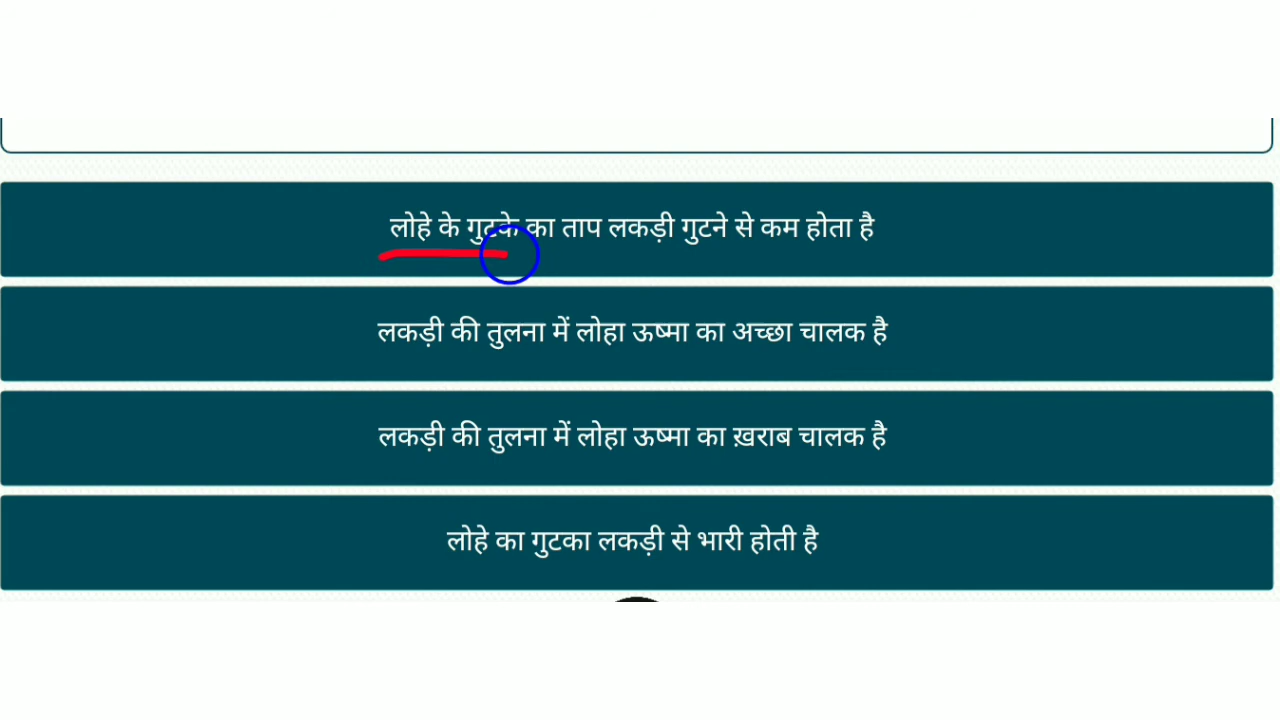 लोहे के गुटके का ताप लकड़ी गुटने से कम होता है
लकड़ी की तुलना में लोहा ऊष्मा का अच्छा चालक है
लकड़ी की तुलना में लोहा ऊष्मा का ख़राब चालक है
लोहे का गुटका लकड़ी से भारी होती है